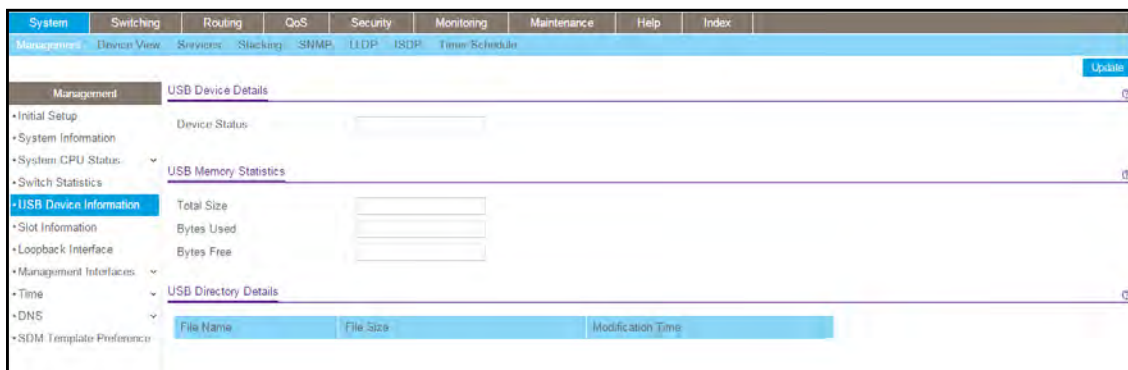 System Switching Routing QoS Security Monitoring Maintenance Help Index
Management Device View Services Stacking SNMP LLDP ISDP Timer Schedule
Update
Management
USB Device Details
• Initial Setup
Device Status
• System Information
• System CPU Status
USB Memory Statistics
• Switch Statistics
• USB Device Information
Total Size
• Slot Information
Bytes Used
• Loopback Interface
Bytes Free
• Management Interfaces
• Time
USB Directory Details
• DNS
File Name File Size Modification Time
• SDM Template Preference